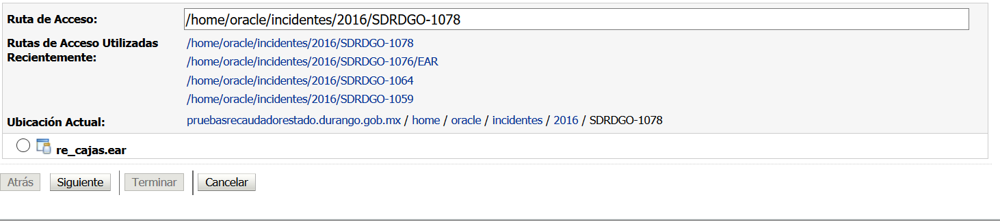 Ruta de Acceso: /home/oracle/incidentes/2016/SDRDGO-1078
Rutas de Acceso Utilizadas Recientemente: /home/oracle/incidentes/2016/SDRDGO-1078
/home/oracle/incidentes/2016/SDRDGO-1076/EAR
/home/oracle/incidentes/2016/SDRDGO-1064
/home/oracle/incidentes/2016/SDRDGO-1059
Ubicación Actual: pruebasrecaudadorestado.durango.gob.mx / home / oracle / incidentes / 2016 / SDRDGO-1078
re_cajas.ear
Atrás Siguiente Terminar Cancelar